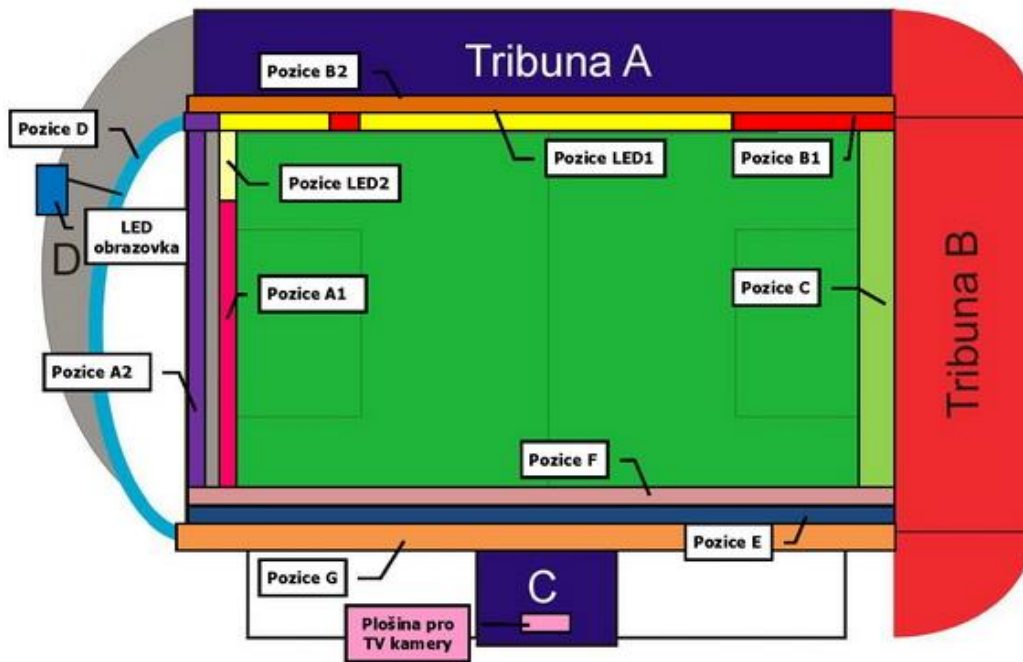 Tribuna A
Pozice B2
Pozice D
Pozice LED1
Pozice B1
Pozice LED2
LED
obrazovka
D
Pozice A1
Pozice C
Tribuna B
Pozice A2
Pozice F
Pozice E
Pozice G
C
Plošina pro
TV kamery